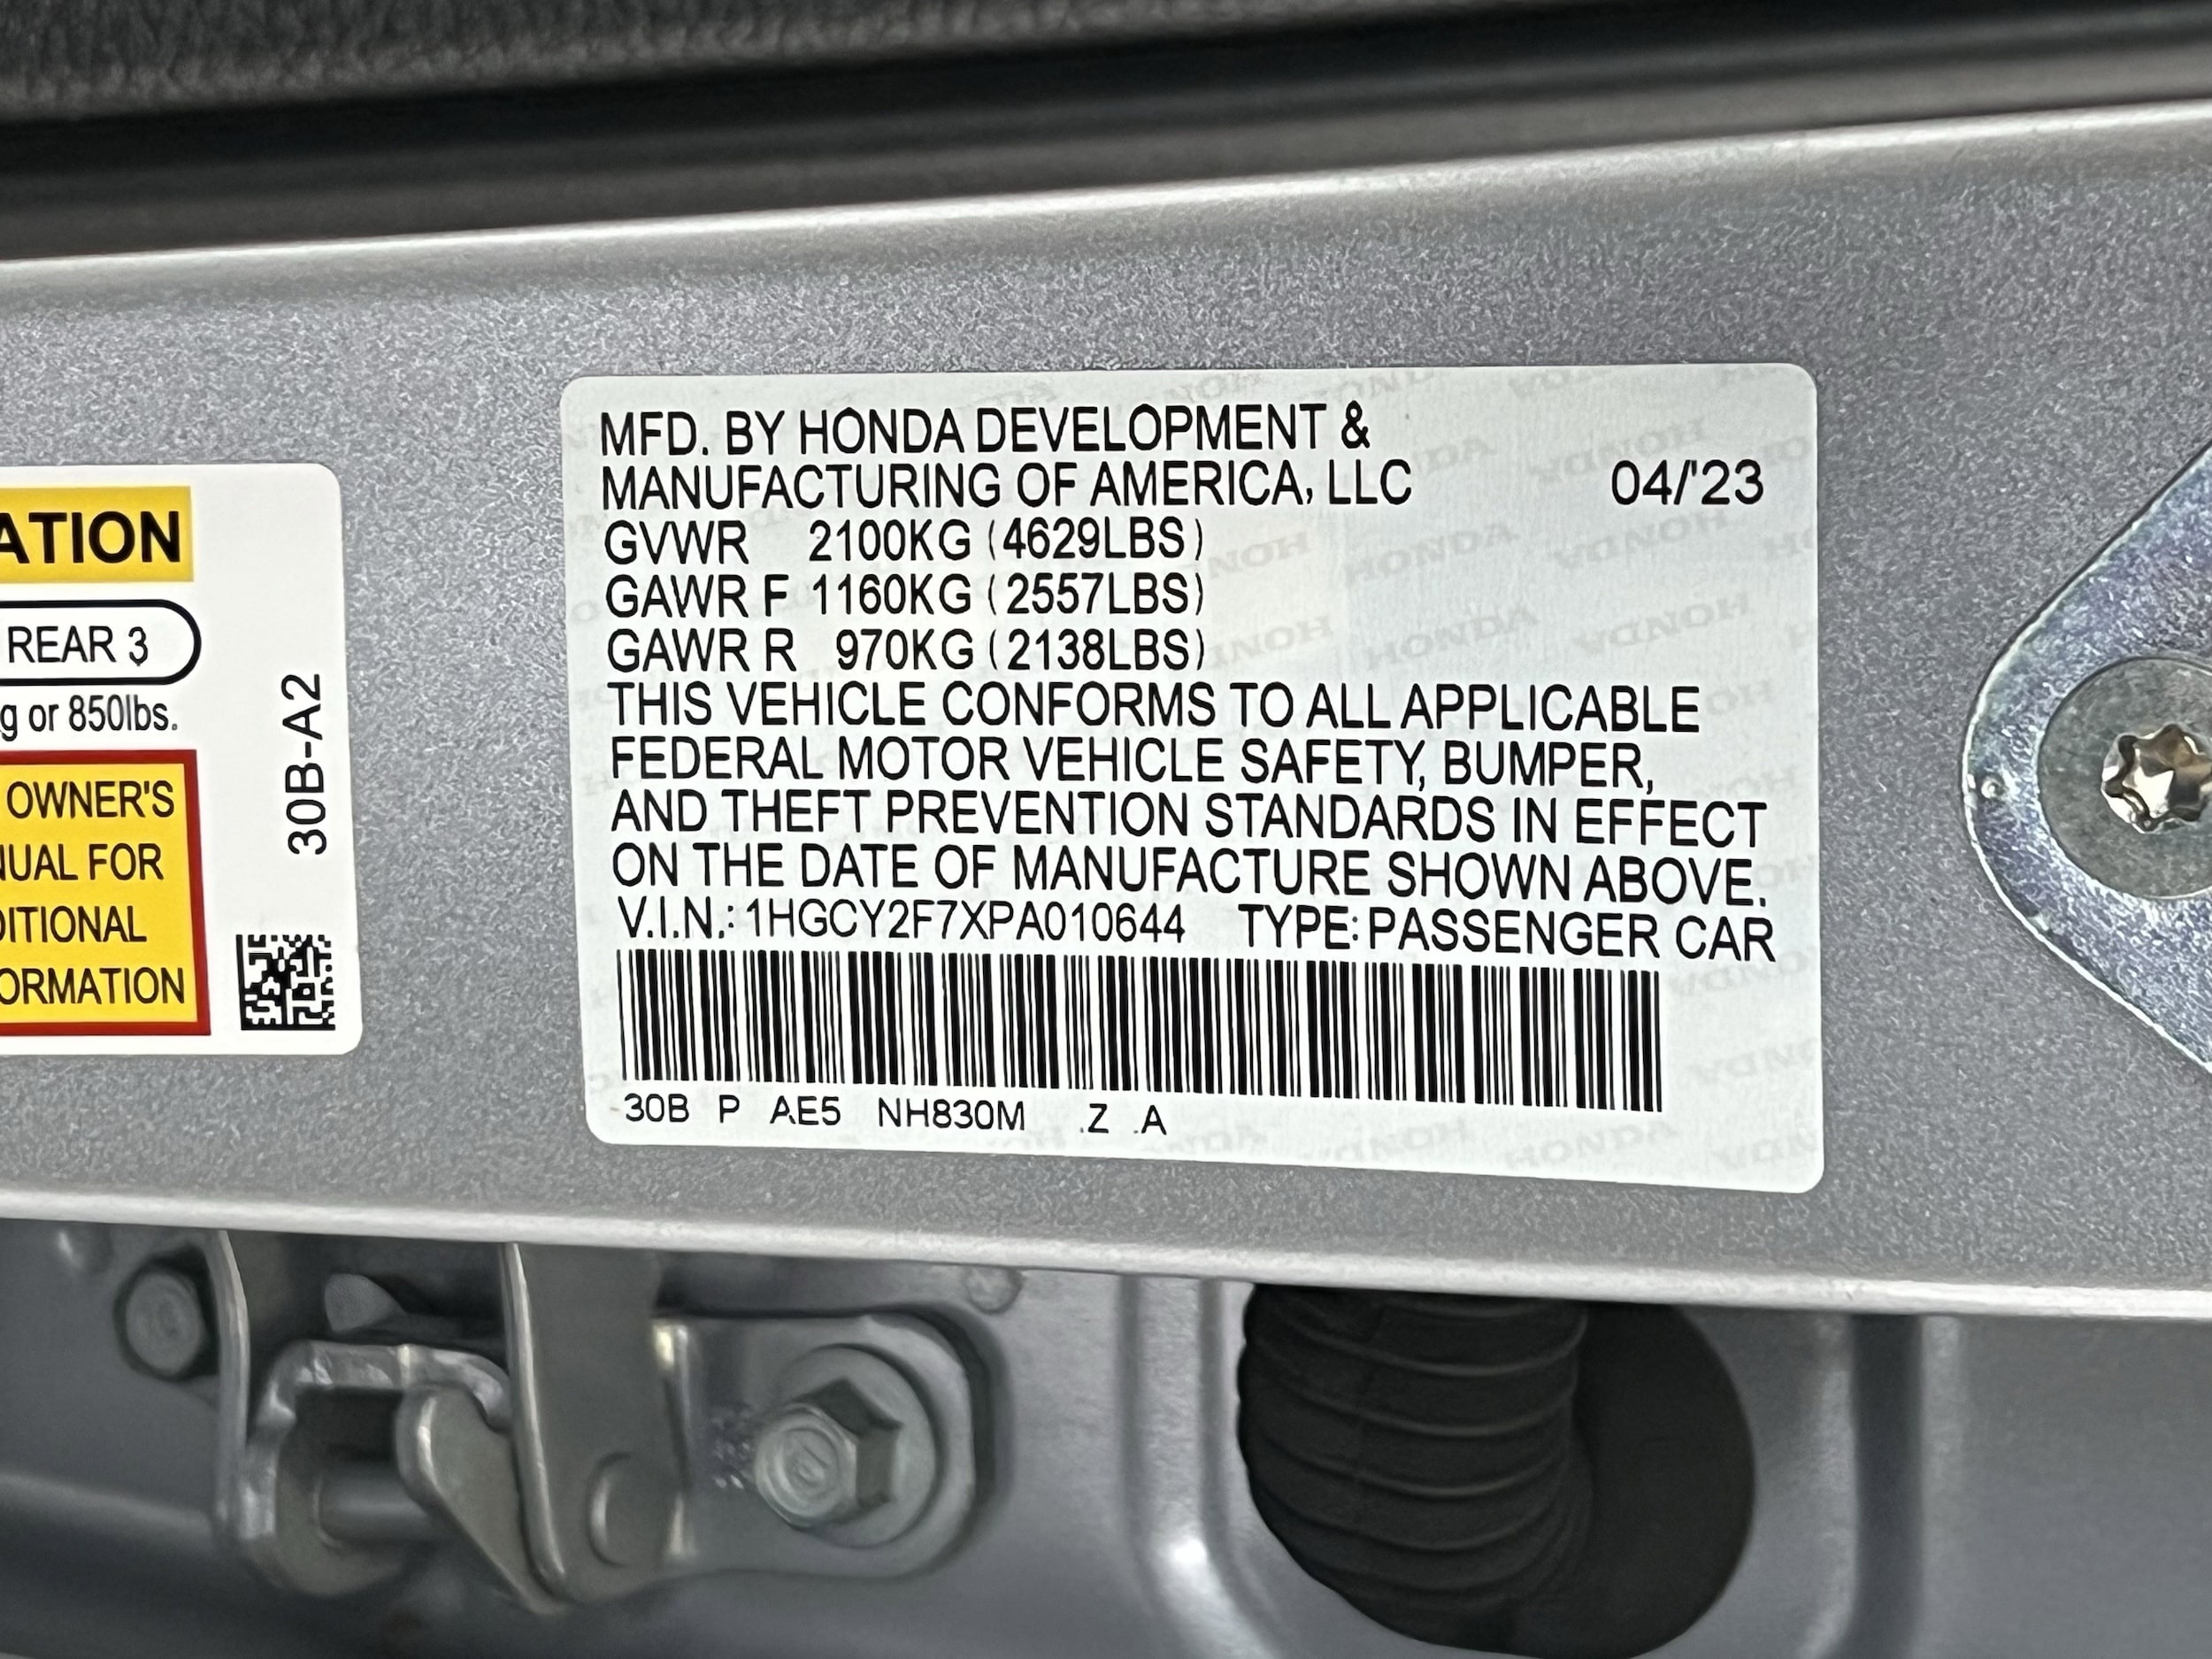 ATION
REAR 3
g or 850lbs.
OWNER'S
NUAL FOR
DITIONAL
ORMATION
30B-A2
MFD. BY HONDA DEVELOPMENT &
MANUFACTURING OF AMERICA, LLC 04/'23
GVWR 2100KG (4629LBS)
GAWR F 1160KG (2557LBS)
GAWR R 970KG (2138LBS)
THIS VEHICLE CONFORMS TO ALL APPLICABLE
FEDERAL MOTOR VEHICLE SAFETY, BUMPER,
AND THEFT PREVENTION STANDARDS IN EFFECT
ON THE DATE OF MANUFACTURE SHOWN ABOVE.
V.I.N.: 1HGCY2F7XPA010644 TYPE: PASSENGER CAR
30B P AE5 NH830M Z A